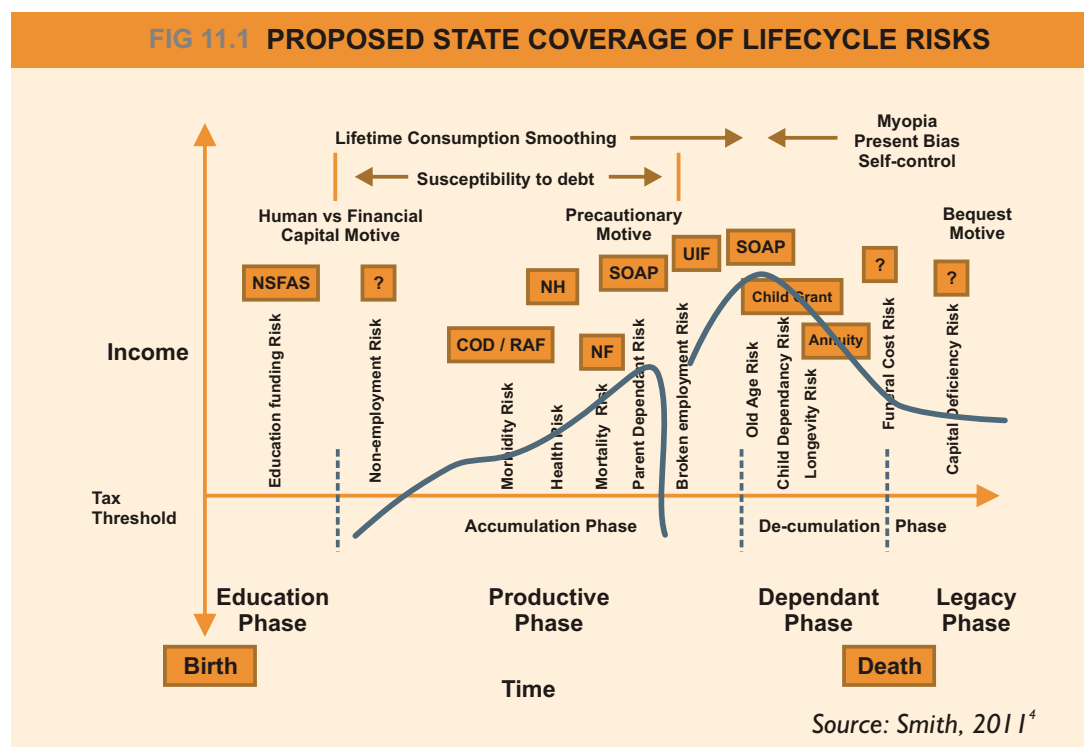 FIG 11.1 PROPOSED STATE COVERAGE OF LIFECYCLE RISKS
Lifetime Consumption Smoothing
Myopia
Present Bias
Self-control
Susceptibility to debt
Human vs Financial
Capital Motive
Precautionary
Motive
Bequest
Motive
NSFAS
?
COD / RAF
NH
NF
SOAP
UIF
SOAP
Child Grant
Annuity
?
?
Income
Education funding Risk
Non-employment Risk
Morbidity Risk
Health Risk
Mortality Risk
Parent Dependant Risk
Broken employment Risk
Old Age Risk
Child Dependancy Risk
Longevity Risk
Funeral Cost Risk
Capital Deficiency Risk
Tax
Threshold
Accumulation Phase
De-cumulation Phase
Education
Phase
Productive
Phase
Dependant
Phase
Legacy
Phase
Birth
Death
Time
Source: Smith, 2011⁴